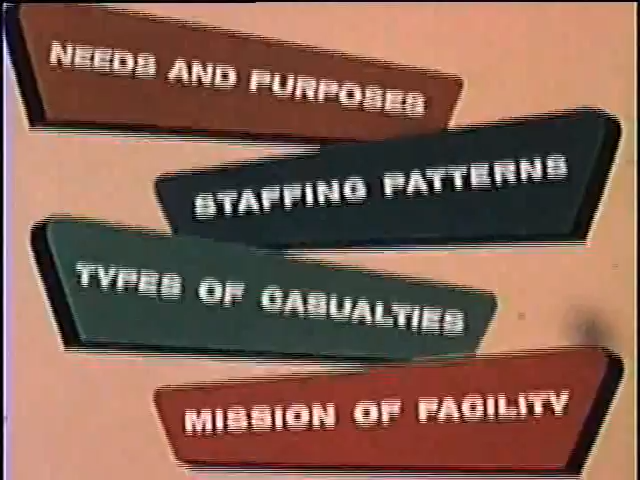 NEEDS AND PURPOSES
STAFFING PATTERNS
TYPES OF CASUALTIES
MISSION OF FACILITY